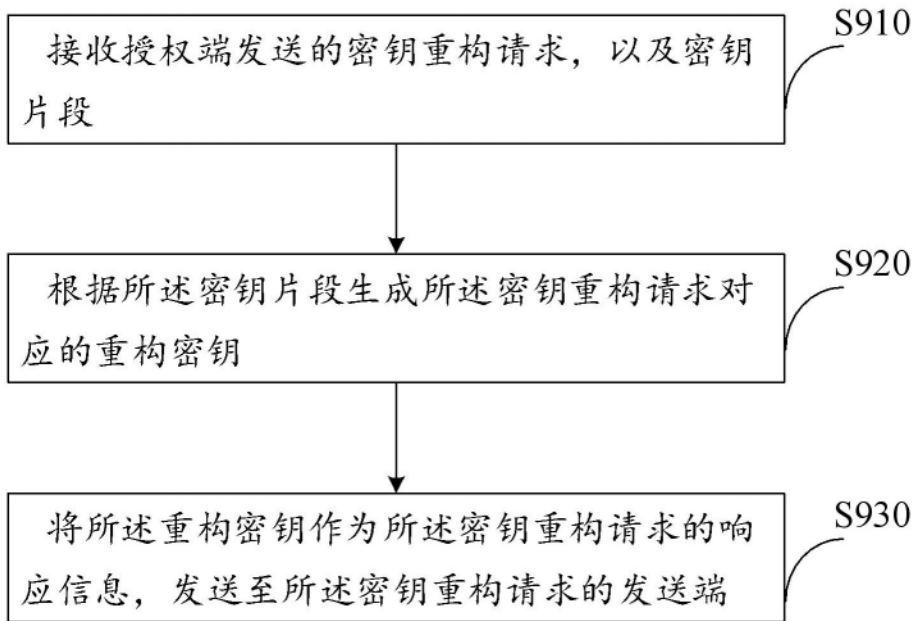 S910
接收授权端发送的密钥重构请求，以及密钥
片段
S920
根据所述密钥片段生成所述密钥重构请求对
应的重构密钥
S930
将所述重构密钥作为所述密钥重构请求的响
应信息，发送至所述密钥重构请求的发送端